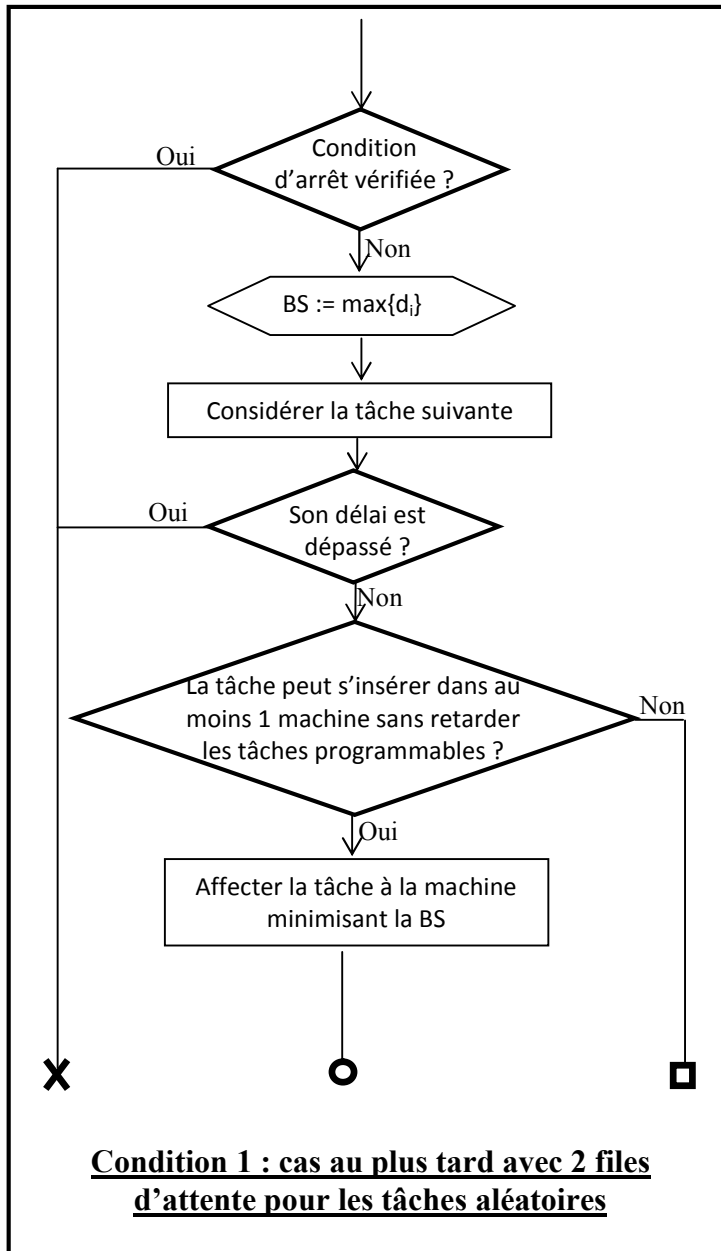 Condition
d'arrêt vérifiée ?
Oui
Non
BS := max{dᵢ}
Considérer la tâche suivante
Oui
Son délai est
dépassé ?
Non
La tâche peut s'insérer dans au
moins 1 machine sans retarder
les tâches programmables ?
Non
Oui
Affecter la tâche à la machine
minimisant la BS
Condition 1 : cas au plus tard avec 2 files
d'attente pour les tâches aléatoires